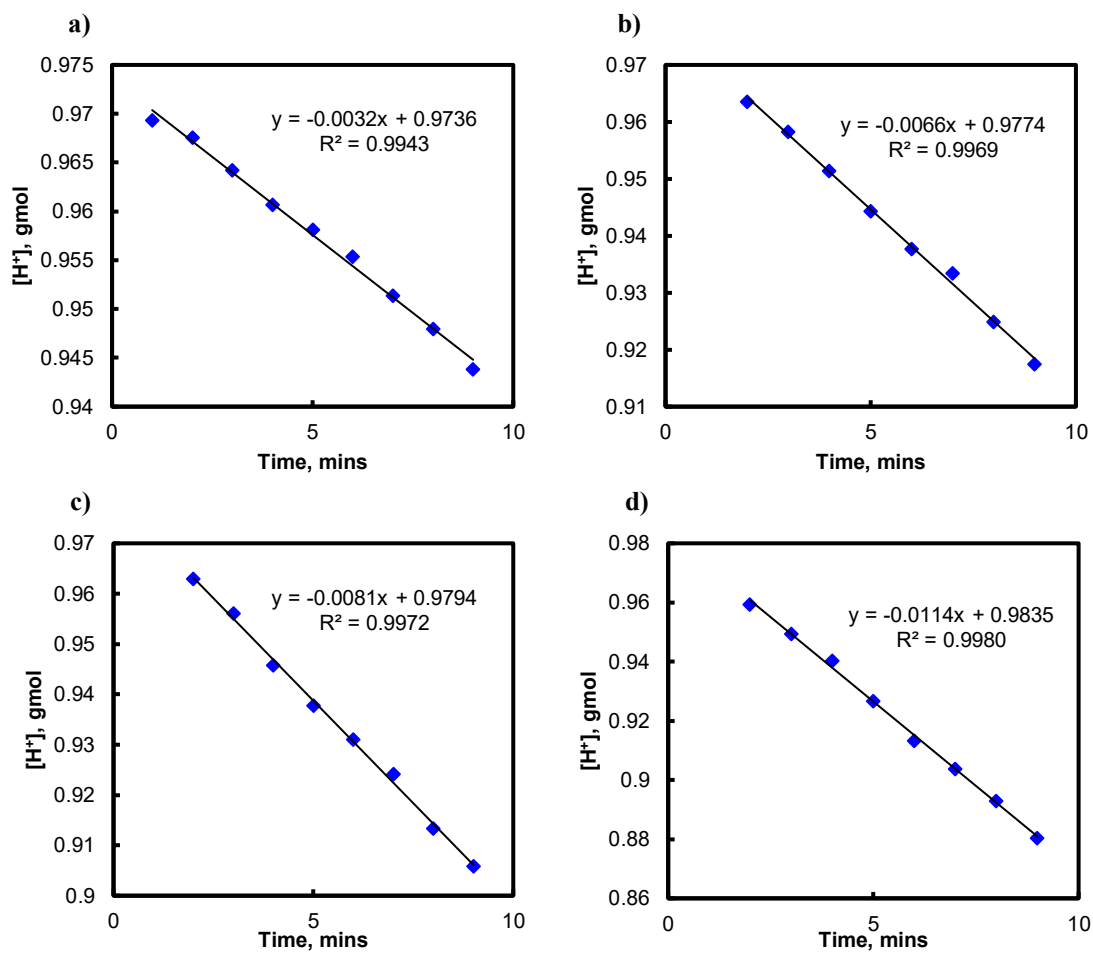 a)
0.975
0.97
0.965
0.96
0.955
0.95
0.945
0.94
[H⁺], gmol
y = -0.0032x + 0.9736
R² = 0.9943
0
5
10
Time, mins
b)
0.97
0.96
0.95
0.94
0.93
0.92
0.91
[H⁺], gmol
y = -0.0066x + 0.9774
R² = 0.9969
0
5
10
Time, mins
c)
0.97
0.96
0.95
0.94
0.93
0.92
0.91
0.9
[H⁺], gmol
y = -0.0081x + 0.9794
R² = 0.9972
0
5
10
Time, mins
d)
0.98
0.96
0.94
0.92
0.9
0.88
0.86
[H⁺], gmol
y = -0.0114x + 0.9835
R² = 0.9980
0
5
10
Time, mins